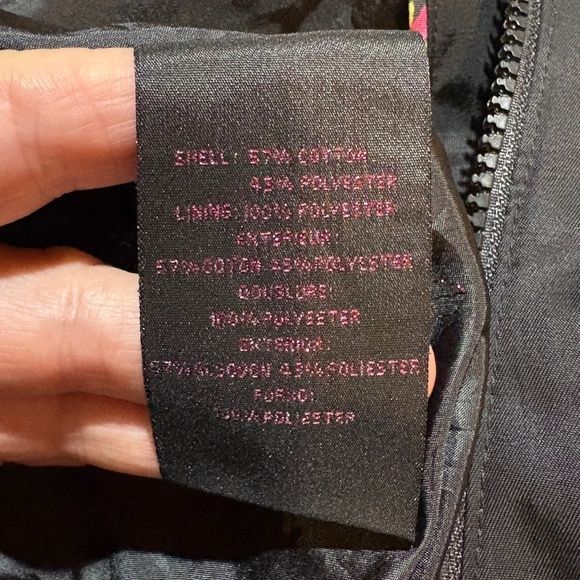 SHELL: 57% COTTON
43% POLYESTER
LINING: 100% POLYESTER
EXTERIEUR:
57% COTON 43% POLYESTER
DOUBLURE:
100% POLYESTER
EXTERIOR:
57% ALGODON 43% POLIESTER
FORRO:
100% POLIESTER